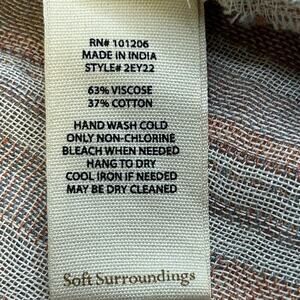 RN# 101206
MADE IN INDIA
STYLE# 2EY22
63% VISCOSE
37% COTTON
HAND WASH COLD
ONLY NON-CHLORINE
BLEACH WHEN NEEDED
HANG TO DRY
COOL IRON IF NEEDED
MAY BE DRY CLEANED
Soft Surroundings